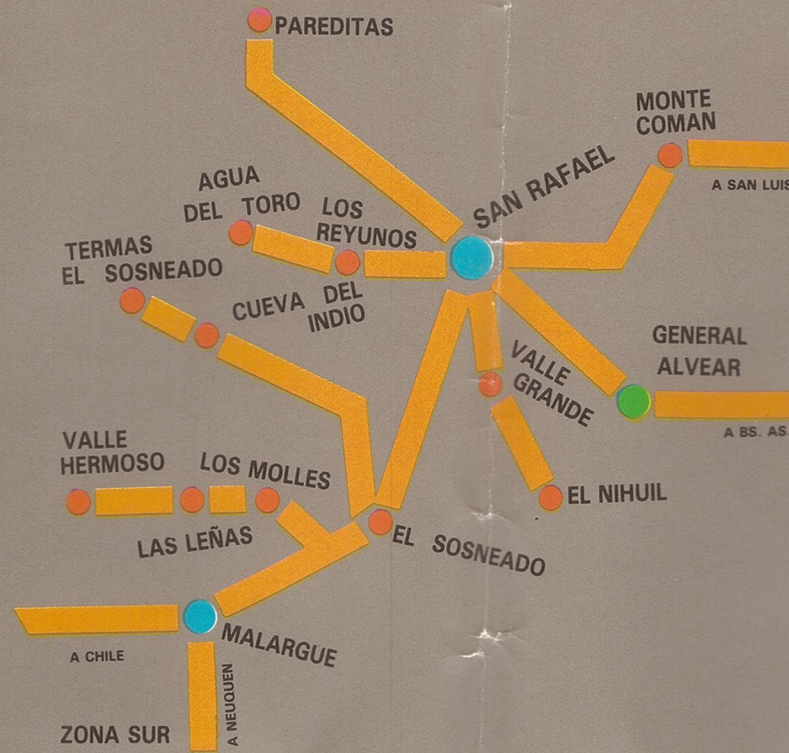 PAREDITAS
MONTE
COMAN
A SAN LUIS
SAN RAFAEL
AGUA
DEL TORO
LOS
REYUNOS
TERMAS
EL SOSNEADO
CUEVA DEL
INDIO
GENERAL
ALVEAR
VALLE
GRANDE
A BS. AS.
VALLE
HERMOSO
LOS MOLLES
EL NIHUIL
LAS LEÑAS
EL SOSNEADO
MALARGUE
A CHILE
A NEUQUEN
ZONA SUR